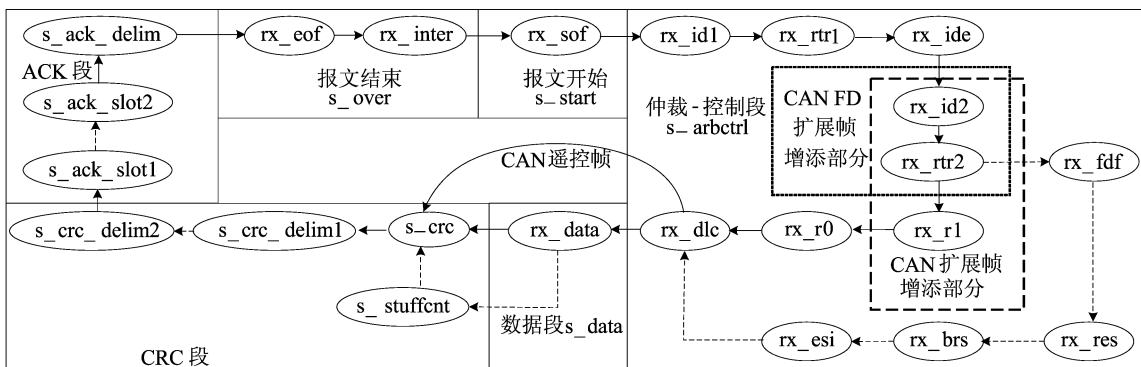 s_ack_delim
rx_eof
rx_inter
rx_sof
rx_id1
rx_rtr1
rx_ide
ACK 段
报文结束
s_over
报文开始
s_start
仲裁-控制段
s_arbctrl
CAN FD
扩展帧
增添部分
rx_id2
s_ack_slot2
s_ack_slot1
CAN遥控帧
rx_rtr2
rx_fdf
s_crc_delim2
s_crc_delim1
s_crc
rx_data
rx_dlc
rx_r0
rx_r1
CAN扩展帧
增添部分
s_stuffcnt
数据段s_data
rx_esi
rx_brs
rx_res
CRC 段